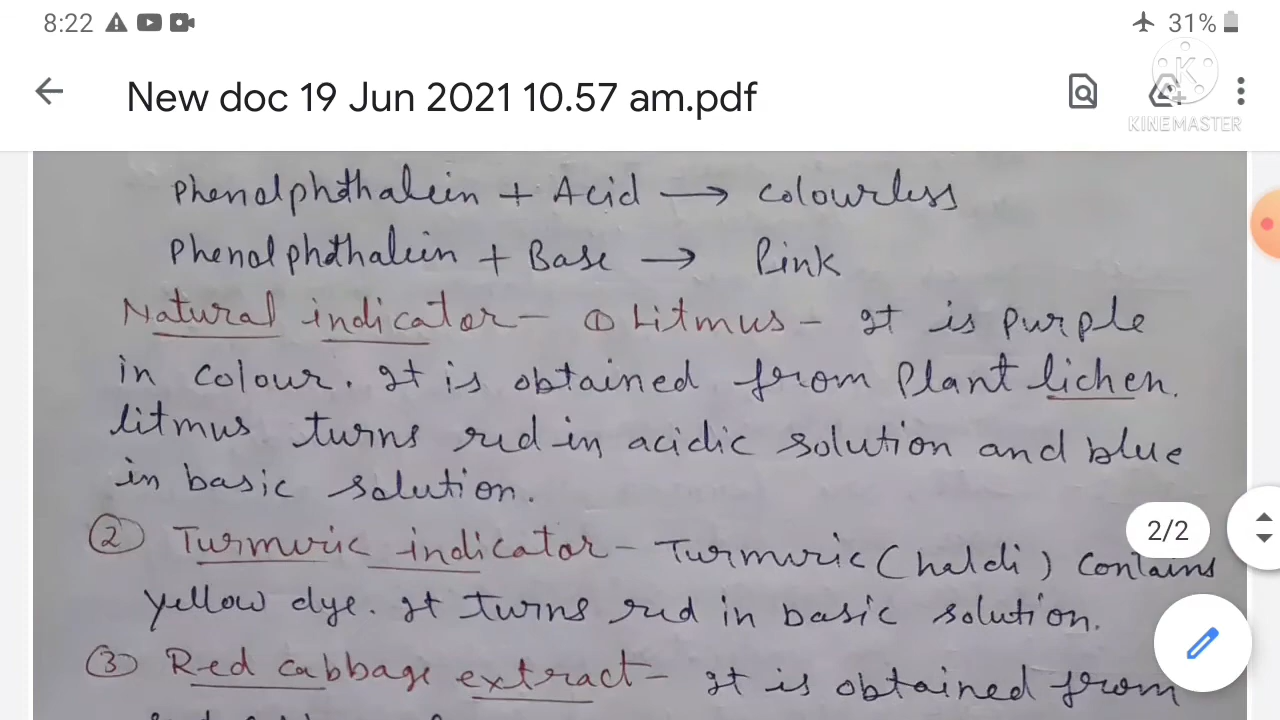 8:22 31%
New doc 19 Jun 2021 10.57 am.pdf
KINEMASTER
Phenolphthalein + Acid → Colourless
Phenolphthalein + Base → Pink
Natural indicator - ① Litmus - It is purple
in colour. It is obtained from Plant lichen.
litmus turns red in acidic solution and blue
in basic solution.
2/2
② Turmuric indicator - Turmuric (haldi) contains
yellow dye. It turns red in basic solution.
③ Red cabbage extract - It is obtained from